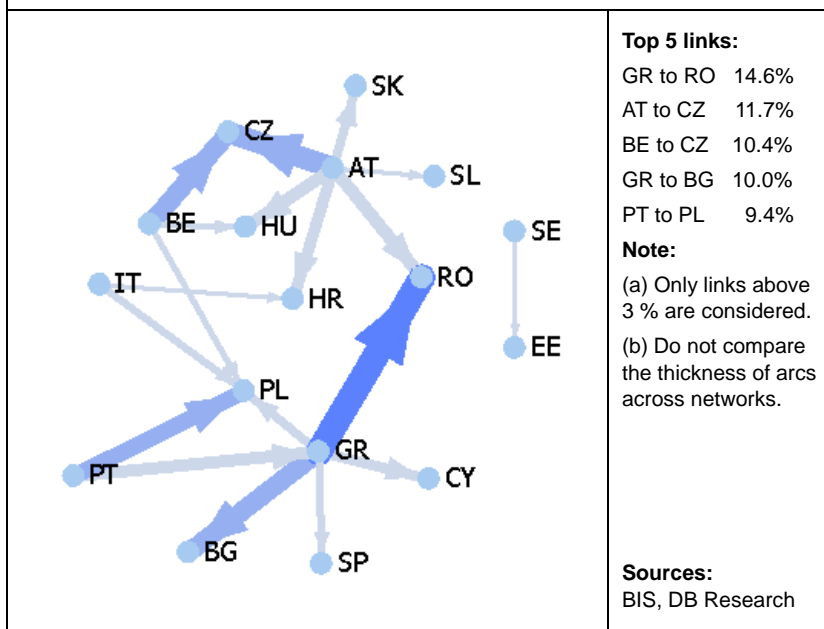 SK
CZ
AT
SL
BE
HU
SE
RO
IT
HR
EE
PL
GR
PT
CY
BG
SP
Top 5 links:
GR to RO 14.6%
AT to CZ 11.7%
BE to CZ 10.4%
GR to BG 10.0%
PT to PL 9.4%
Note:
(a) Only links above
3 % are considered.
(b) Do not compare
the thickness of arcs
across networks.
Sources:
BIS, DB Research